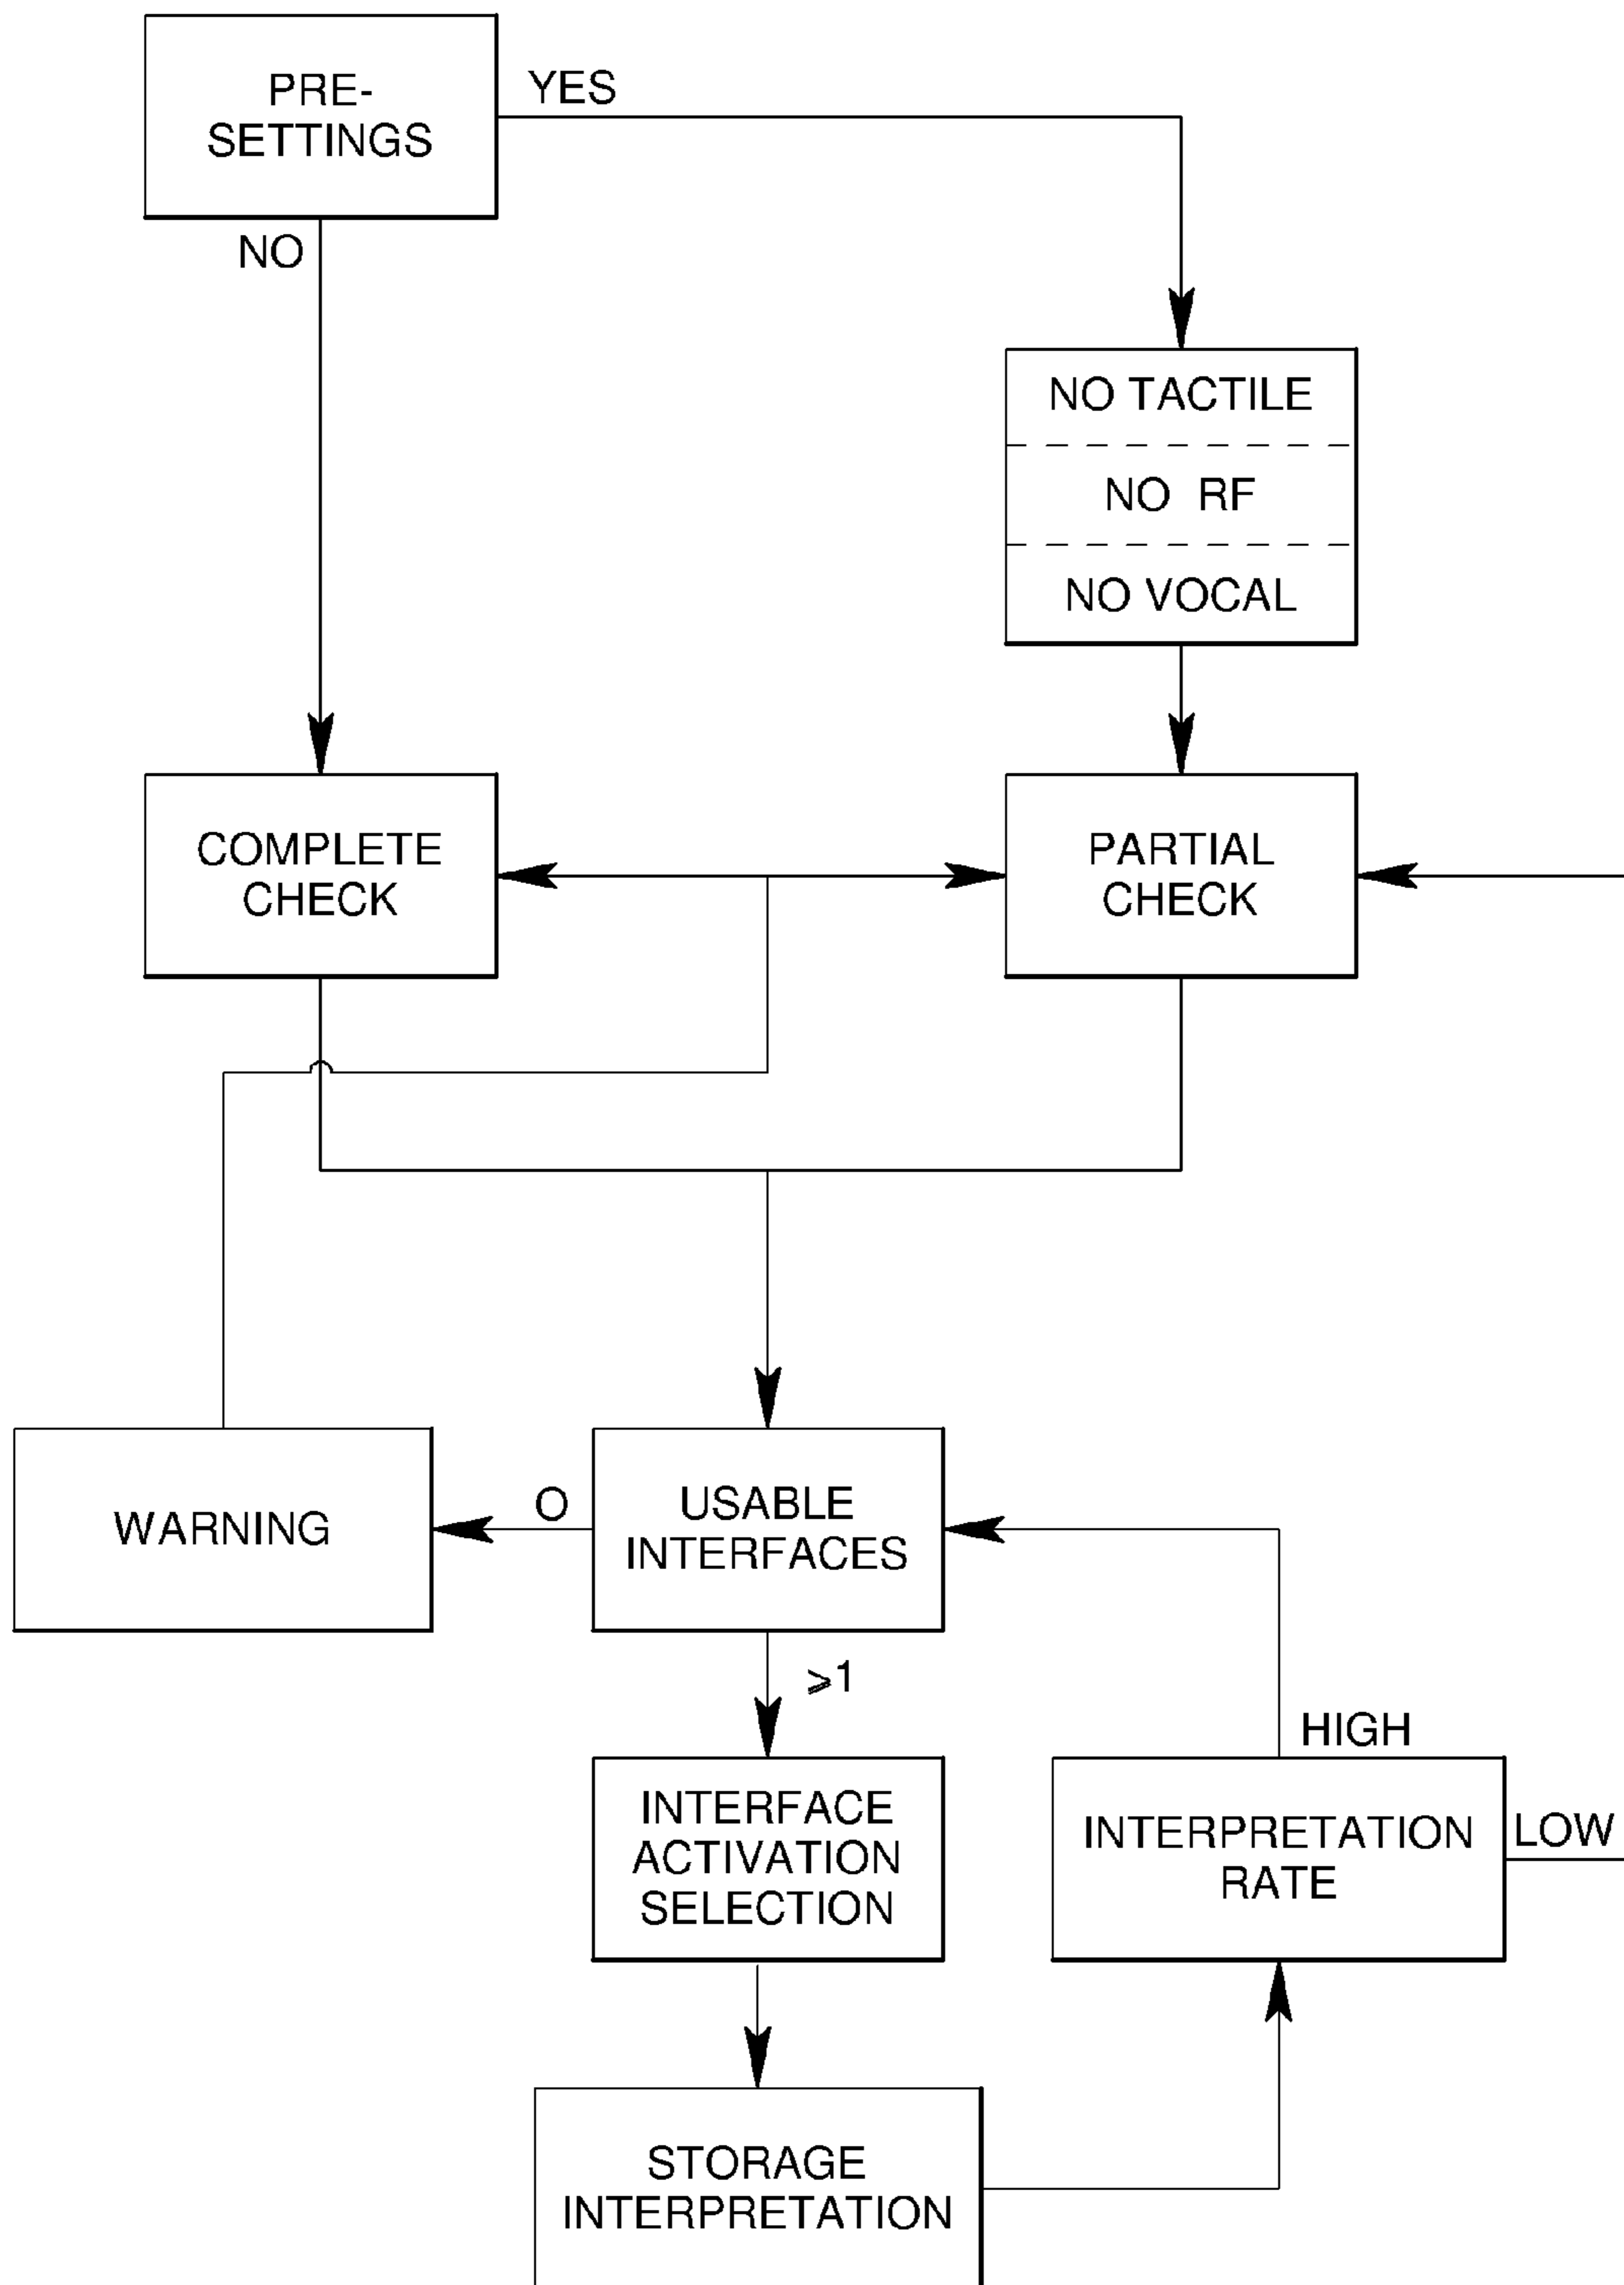 PRE-
SETTINGS
YES
NO
NO TACTILE
NO RF
NO VOCAL
COMPLETE
CHECK
PARTIAL
CHECK
WARNING
O
USABLE
INTERFACES
≥1
HIGH
INTERFACE
ACTIVATION
SELECTION
INTERPRETATION
RATE
LOW
STORAGE
INTERPRETATION